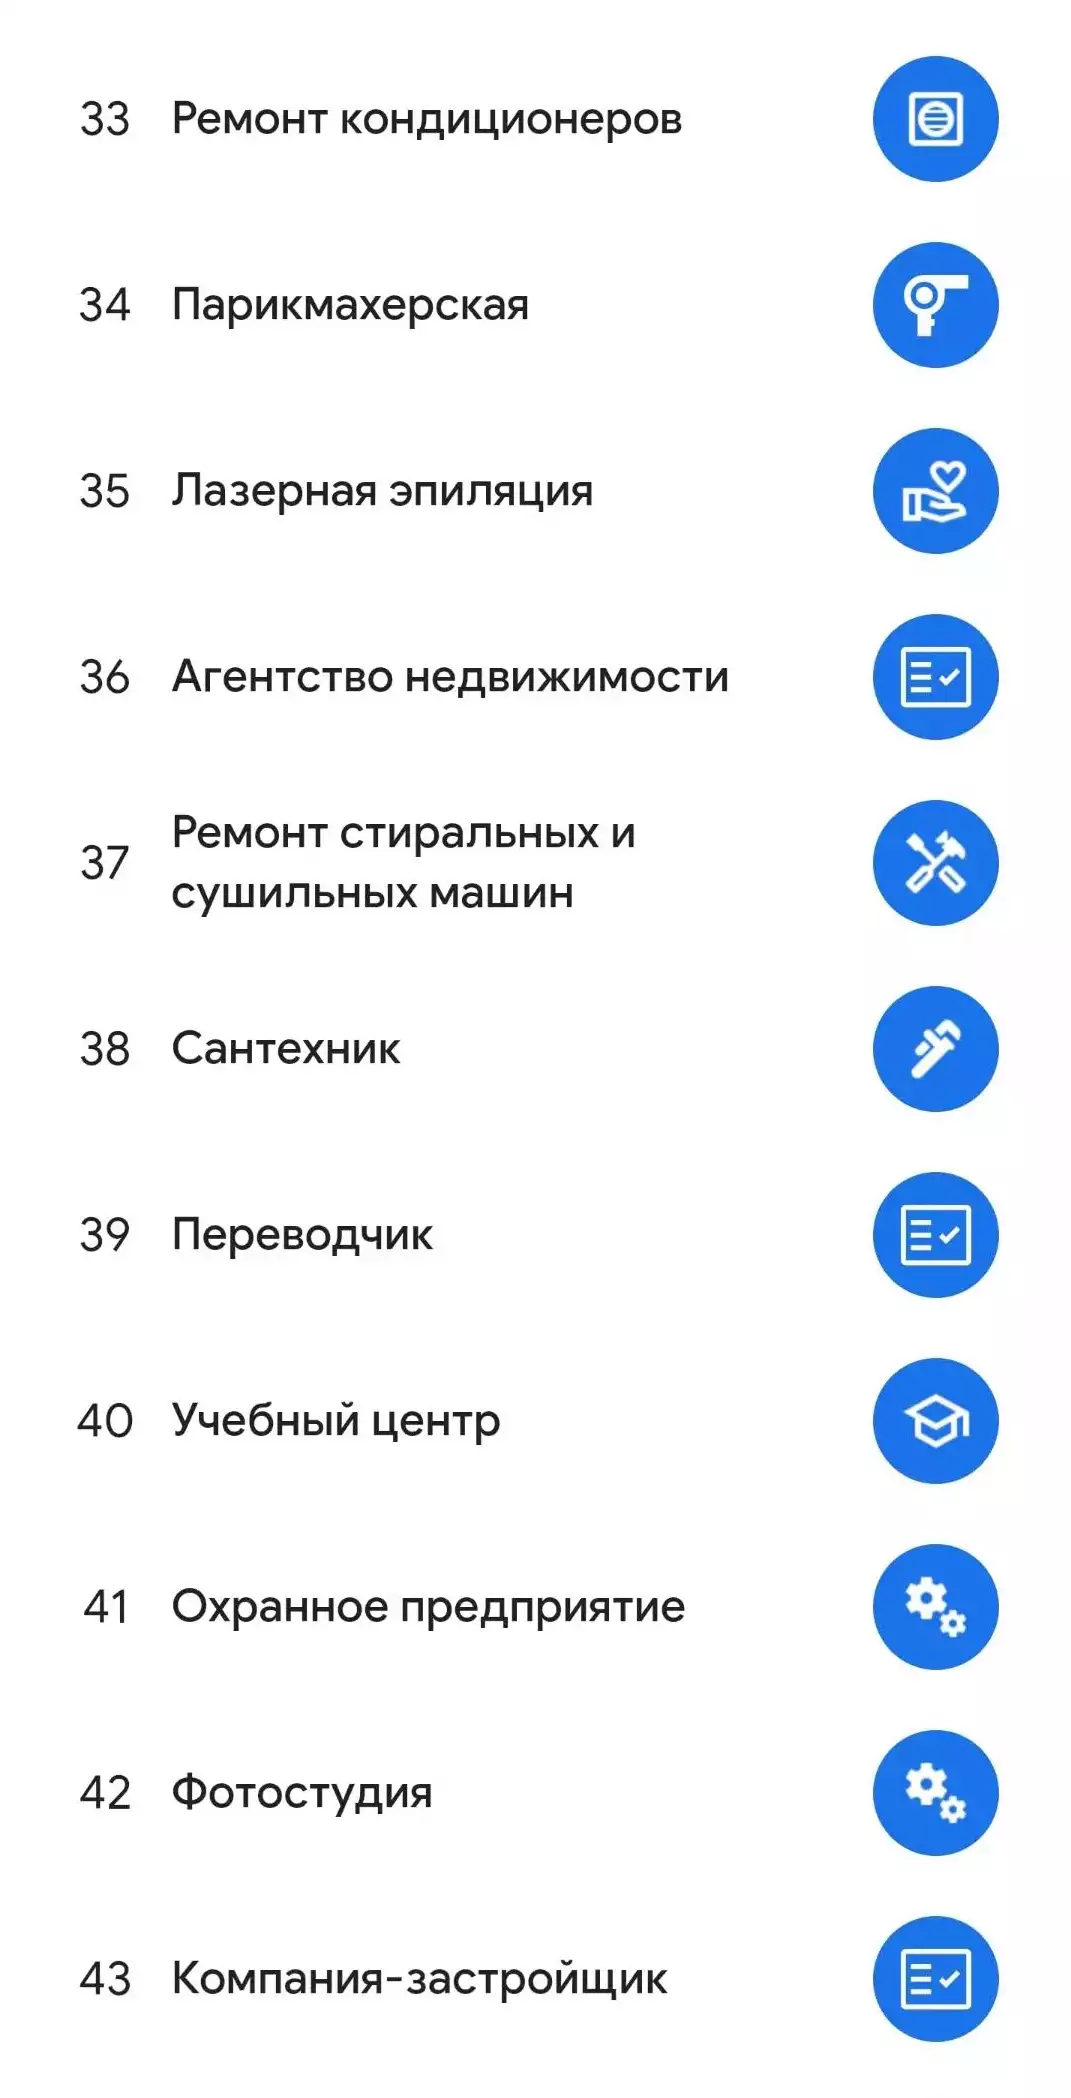 33 Ремонт кондиционеров
34 Парикмахерская
35 Лазерная эпиляция
36 Агентство недвижимости
37 Ремонт стиральных и
сушильных машин
38 Сантехник
39 Переводчик
40 Учебный центр
41 Охранное предприятие
42 Фотостудия
43 Компания-застройщик